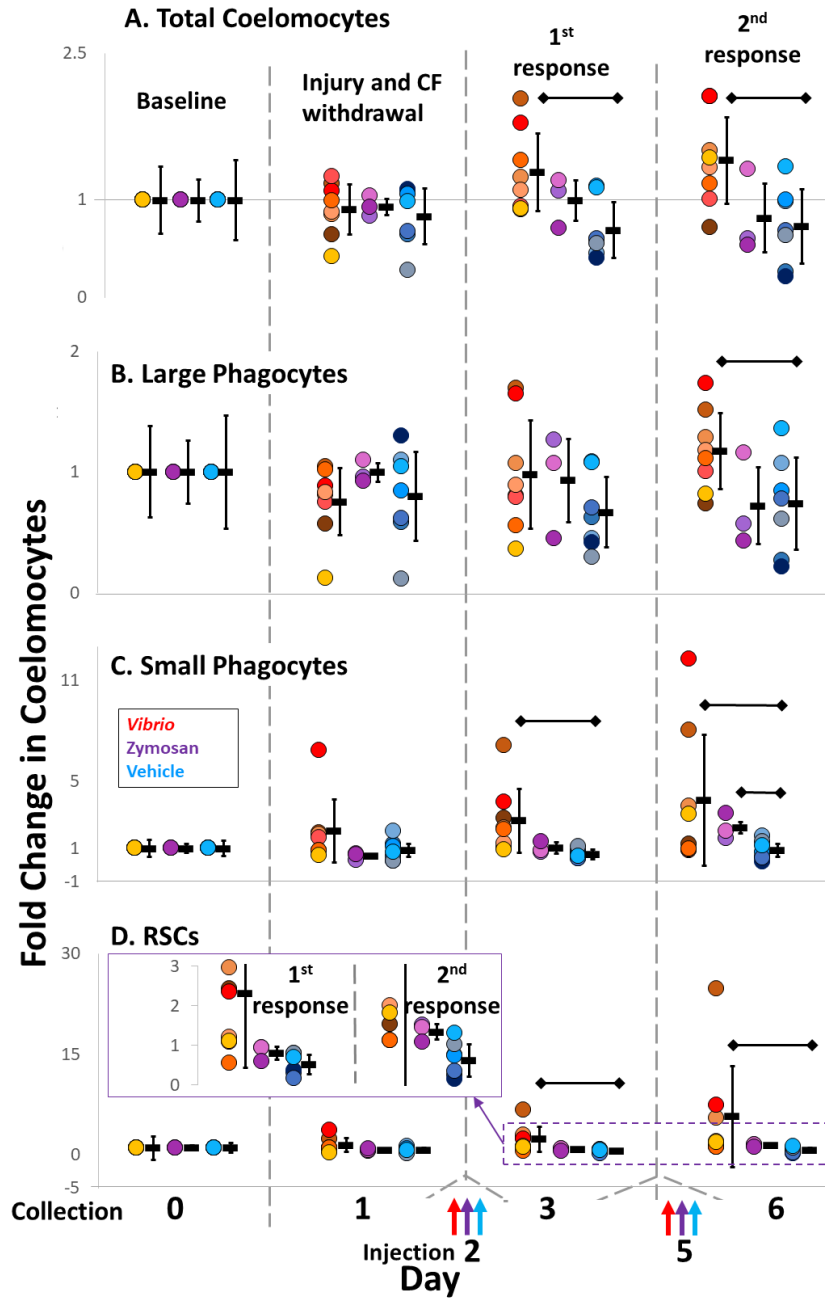 A. Total Coelomocytes
2.5
1
0
Baseline
Injury and CF
withdrawal
1st
response
2nd
response
B. Large Phagocytes
2
1
0
C. Small Phagocytes
11
5
1
-1
Vibrio
Zymosan
Vehicle
D. RSCs
30
15
0
-5
3
2
1
0
1st
response
2nd
response
Fold Change in Coelomocytes
Collection 0 1 3 6
Injection 2 5
Day